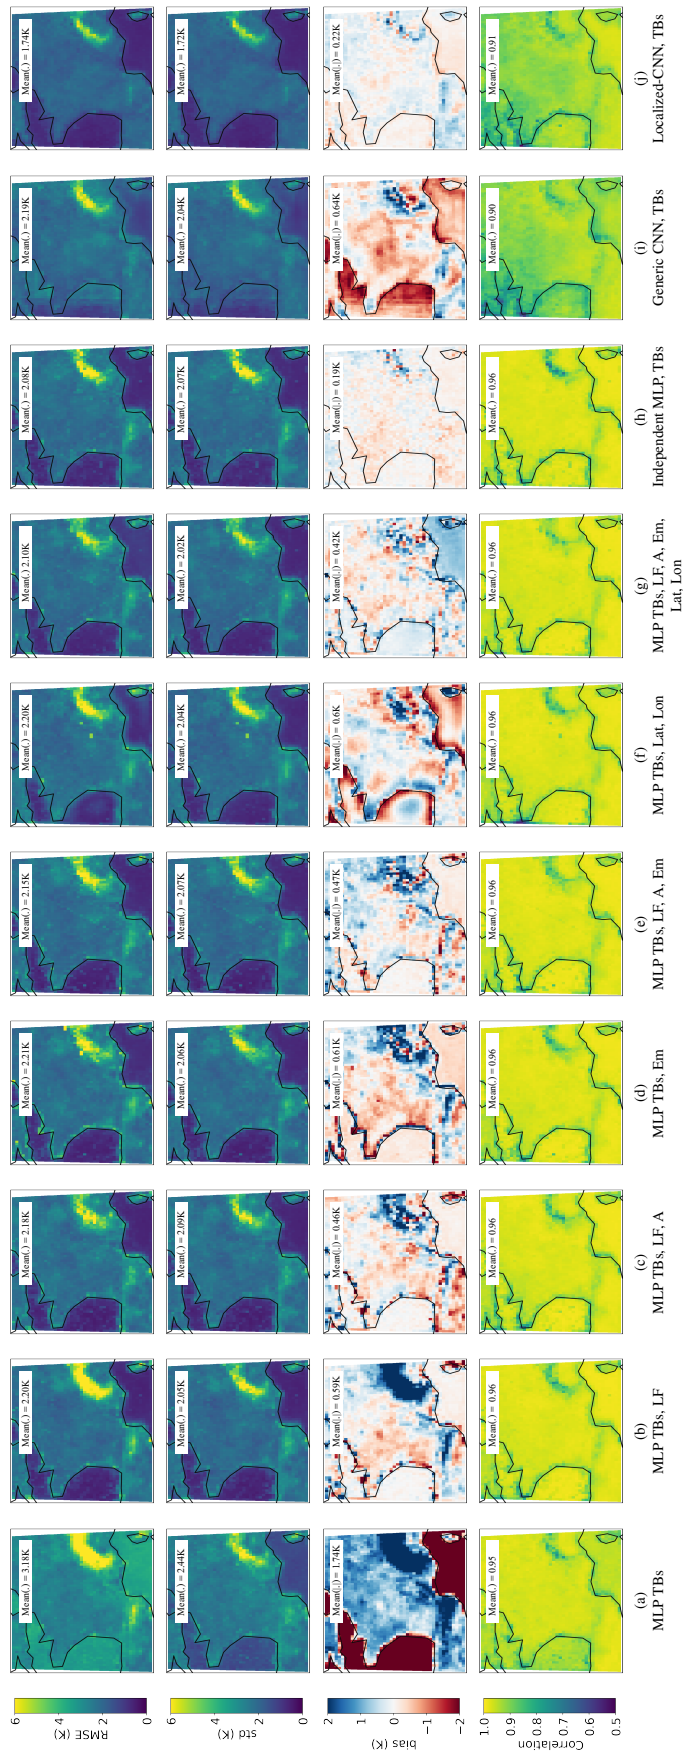 6
4
2
0
RMSE (K)
Mean(.) = 3.18K
Mean(.) = 2.20K
Mean(.) = 2.18K
Mean(.) = 2.21K
Mean(.) = 2.15K
Mean(.) = 2.20K
Mean(.) 2.10K
Mean(.) = 2.08K
Mean(.) = 2.19K
Mean(.) = 1.74K
6
4
2
0
std (K)
Mean(.) = 2.44K
Mean(.) = 2.05K
Mean(.) = 2.09K
Mean(.) = 2.06K
Mean(.) = 2.07K
Mean(.) = 2.04K
Mean(.) = 2.02K
Mean(.) = 2.07K
Mean(.) = 2.04K
Mean(.) = 1.72K
2
1
0
−1
−2
bias (K)
Mean(|.|) = 1.74K
Mean(|.|) = 0.59K
Mean(|.|) = 0.46K
Mean(|.|) = 0.61K
Mean(|.|) = 0.47K
Mean(|.|) = 0.6K
Mean(|.|) = 0.42K
Mean(|.|) = 0.19K
Mean(|.|) = 0.64K
Mean(|.|) = 0.22K
1.0
0.9
0.8
0.7
0.6
0.5
Correlation
Mean(.) = 0.95
Mean(.) = 0.96
Mean(.) = 0.96
Mean(.) = 0.96
Mean(.) = 0.96
Mean(.) = 0.96
Mean(.) = 0.96
Mean(.) = 0.96
Mean(.) = 0.90
Mean(.) = 0.91
(a)
MLP TBs
(b)
MLP TBs, LF
(c)
MLP TBs, LF, A
(d)
MLP TBs, Em
(e)
MLP TBs, LF, A, Em
(f)
MLP TBs, Lat, Lon
(g)
MLP TBs, LF, A, Em,
Lat, Lon
(h)
Independent MLP, TBs
(i)
Generic CNN, TBs
(j)
Localized-CNN, TBs